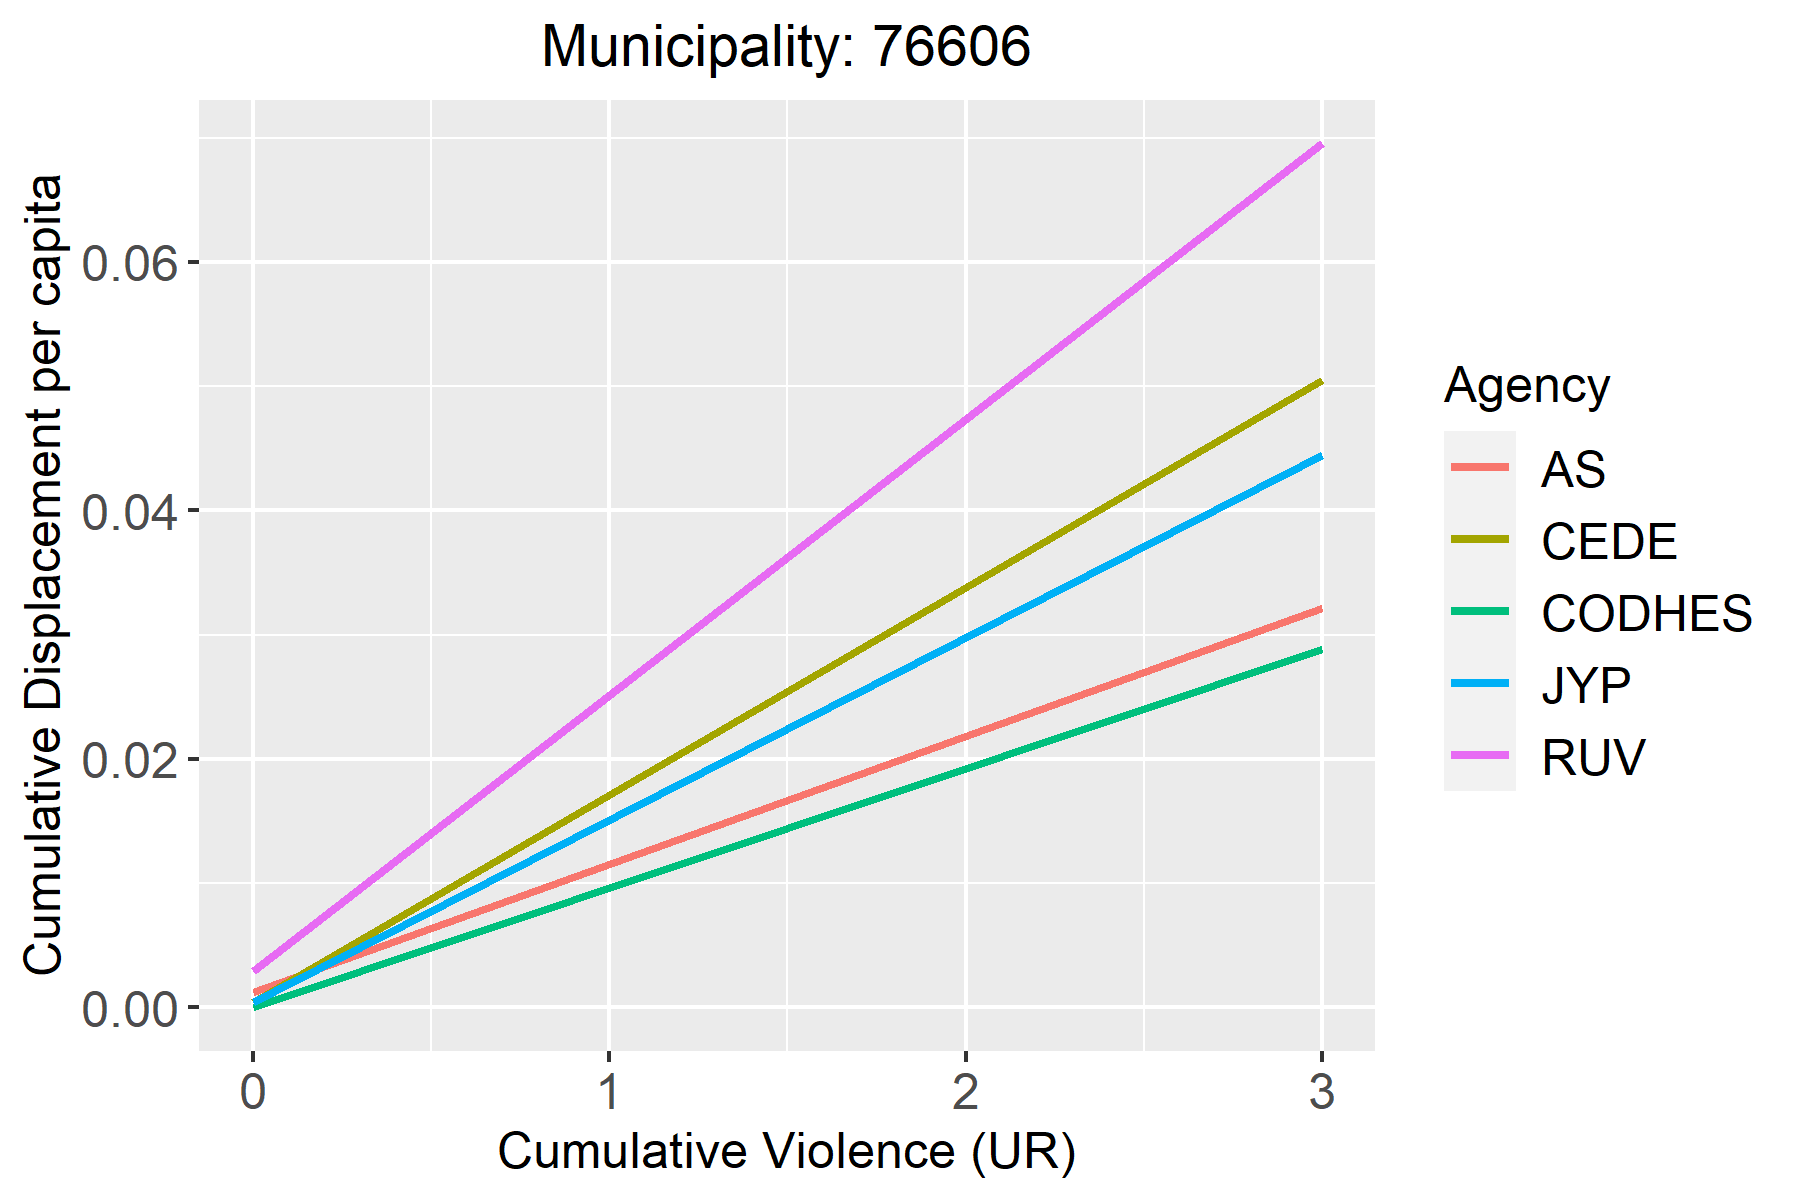 Municipality: 76606
Cumulative Displacement per capita
0.06
0.04
0.02
0.00
0 1 2 3
Cumulative Violence (UR)
Agency
AS
CEDE
CODHES
JYP
RUV